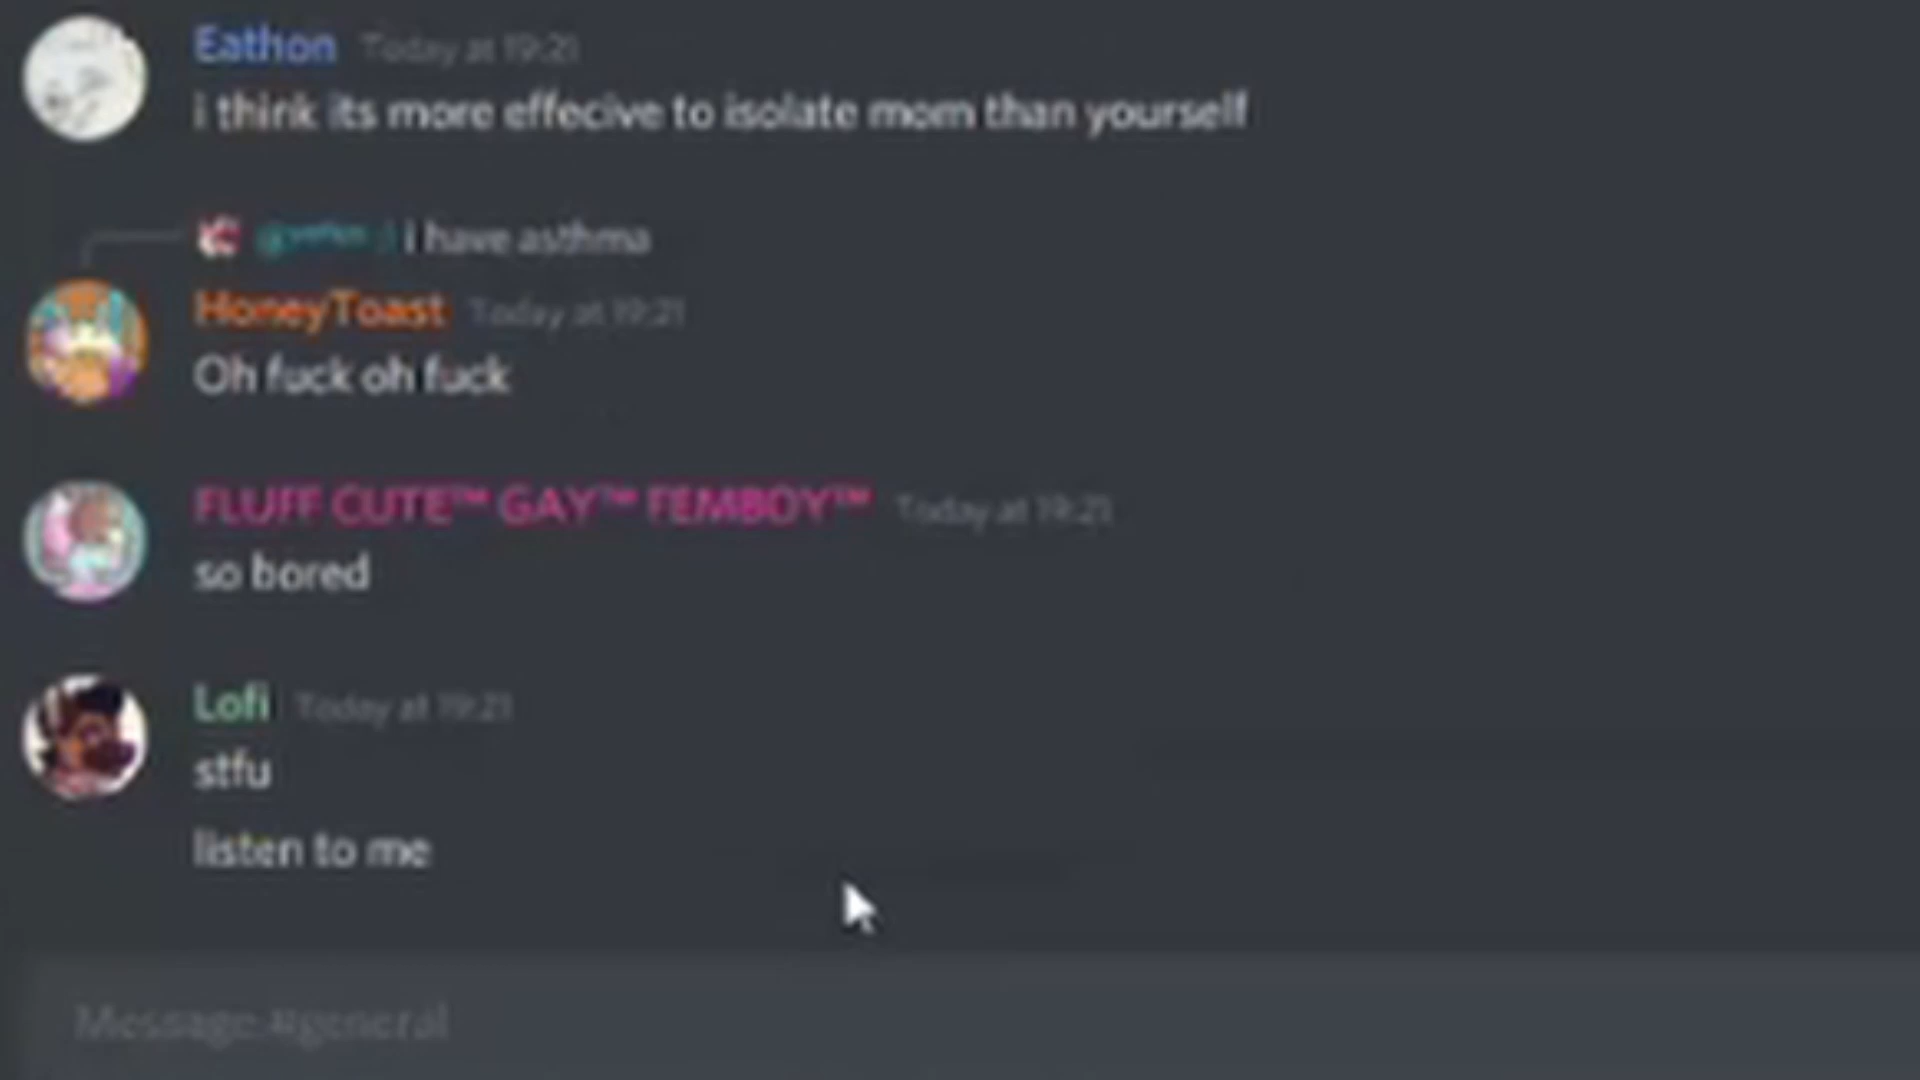 Eathon Today at 19:21
i think its more effecive to isolate mom than yourself
i have asthma
HoneyToast Today at 19:21
Oh fuck oh fuck
FLUFF CUTE™ GAY™ FEMBOY™ Today at 19:21
so bored
Lofi Today at 19:21
stfu
listen to me
Message #general